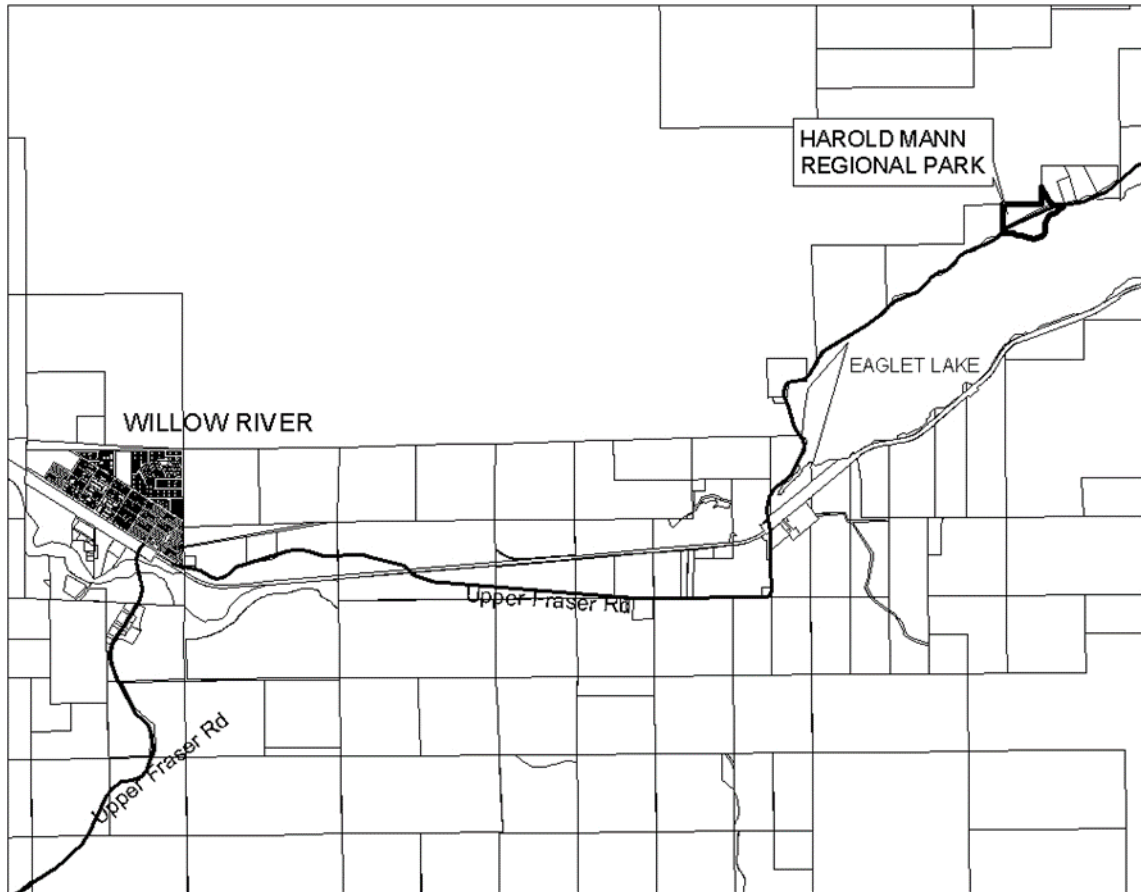 HAROLD MANN
REGIONAL PARK
EAGLET LAKE
WILLOW RIVER
Upper Fraser Rd
Upper Fraser Rd